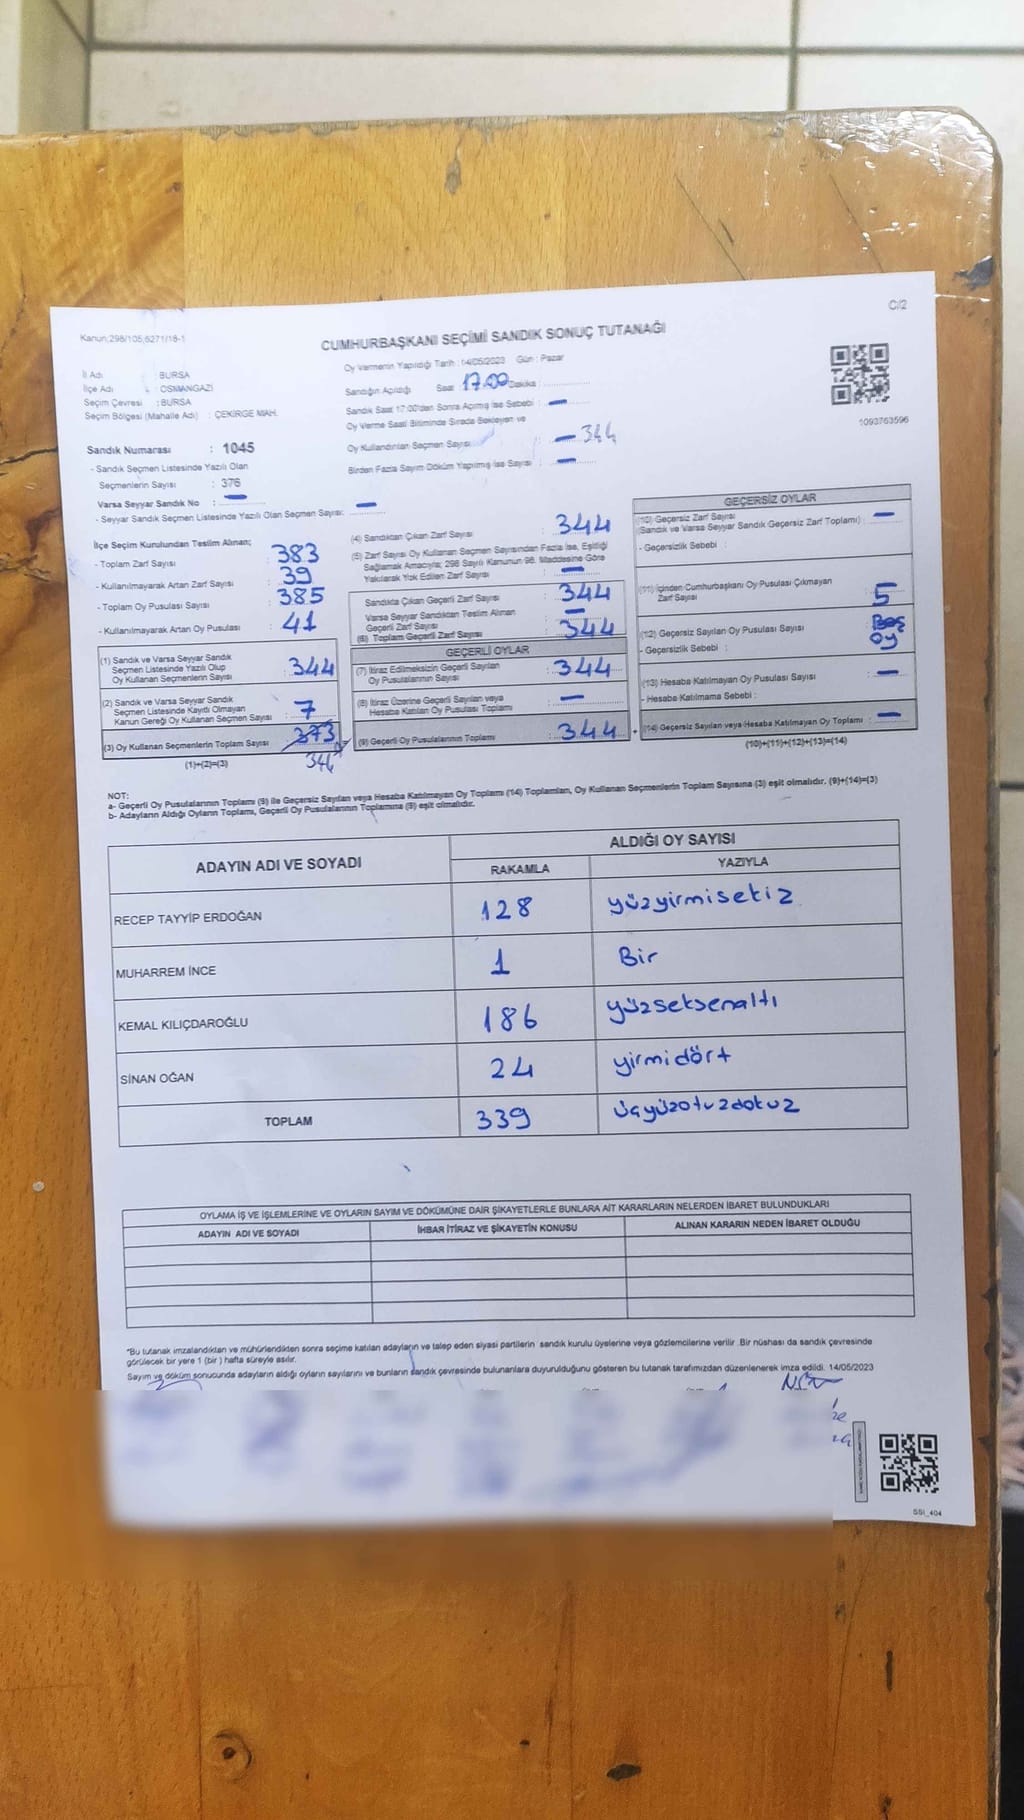 C/2
Kanun:298/105,6271/18-1
CUMHURBAŞKANI SEÇİMİ SANDIK SONUÇ TUTANAĞI
İl Adı : BURSA
İlçe Adı : OSMANGAZİ
Seçim Çevresi : BURSA
Seçim Bölgesi (Mahalle Adı) : ÇEKİRGE MAH.
Oy Vermenin Yapıldığı Tarih : 14/05/2023 Gün : Pazar
Sandığın Açıldığı Saat 17.00 Dakika
Sandık Saat 17:00'den Sonra Açılmış İse Sebebi : —
Oy Verme Saati Bitiminde Sırada Bekleyen ve
Oy Kullandırılan Seçmen Sayısı : — 344
Birden Fazla Sayım Döküm Yapılmış İse Sayısı : —
1093763596
Sandık Numarası : 1045
- Sandık Seçmen Listesinde Yazılı Olan
Seçmenlerin Sayısı : 376
Varsa Seyyar Sandık No : —
- Seyyar Sandık Seçmen Listesinde Yazılı Olan Seçmen Sayısı: —
İlçe Seçim Kurulundan Teslim Alınan;
- Toplam Zarf Sayısı : 383
- Kullanılmayarak Artan Zarf Sayısı : 39
- Toplam Oy Pusulası Sayısı : 385
- Kullanılmayarak Artan Oy Pusulası : 41
(1) Sandık ve Varsa Seyyar Sandık
Seçmen Listesinde Yazılı Olup
Oy Kullanan Seçmenlerin Sayısı : 344
(2) Sandık ve Varsa Seyyar Sandık
Seçmen Listesinde Kayıtlı Olmayan
Kanun Gereği Oy Kullanan Seçmen Sayısı : 7
(3) Oy Kullanan Seçmenlerin Toplam Sayısı : 373
344
(1)+(2)=(3)
(4) Sandıktan Çıkan Zarf Sayısı : 344
(5) Zarf Sayısı Oy Kullanan Seçmen Sayısından Fazla İse, Eşitliği
Sağlamak Amacıyla; 298 Sayılı Kanunun 98. Maddesine Göre
Yakılarak Yok Edilen Zarf Sayısı : —
Sandıkta Çıkan Geçerli Zarf Sayısı : 344
Varsa Seyyar Sandıktan Teslim Alınan
Geçerli Zarf Sayısı : —
(6) Toplam Geçerli Zarf Sayısı : 344
GEÇERLİ OYLAR
(7) İtiraz Edilmeksizin Geçerli Sayılan
Oy Pusulasının Sayısı : 344
(8) İtiraz Üzerine Geçerli Sayılan veya
Hesaba Katılan Oy Pusulası Toplamı : —
(9) Geçerli Oy Pusulalarının Toplamı : 344
GEÇERSİZ OYLAR
(10) Geçersiz Zarf Sayısı
(Sandık ve Varsa Seyyar Sandık Geçersiz Zarf Toplamı) : —
- Geçersizlik Sebebi :
(11) İçinden Cumhurbaşkanı Oy Pusulası Çıkmayan
Zarf Sayısı : 5
(12) Geçersiz Sayılan Oy Pusulası Sayısı : Boş
- Geçersizlik Sebebi : oy
(13) Hesaba Katılmayan Oy Pusulası Sayısı : —
- Hesaba Katılmama Sebebi :
(14) Geçersiz Sayılan veya Hesaba Katılmayan Oy Toplamı : —
(10)+(11)+(12)+(13)=(14)
NOT:
a- Geçerli Oy Pusulalarının Toplamı (9) ile Geçersiz Sayılan veya Hesaba Katılmayan Oy Toplamı (14) Toplamları, Oy Kullanan Seçmenlerin Toplam Sayısına (3) eşit olmalıdır. (9)+(14)=(3)
b- Adayların Aldığı Oyların Toplamı, Geçerli Oy Pusulalarının Toplamına (9) eşit olmalıdır.
ADAYIN ADI VE SOYADI ALDIĞI OY SAYISI
RAKAMLA YAZIYLA
RECEP TAYYİP ERDOĞAN 128 yüzyirmisekiz
MUHARREM İNCE 1 Bir
KEMAL KILIÇDAROĞLU 186 yüzseksenaltı
SİNAN OĞAN 24 yirmidört
TOPLAM 339 üçyüzotuzdokuz
OYLAMA İŞ VE İŞLEMLERİNE VE OYLARIN SAYIM VE DÖKÜMÜNE DAİR ŞİKAYETLERLE BUNLARA AİT KARARLARIN NELERDEN İBARET BULUNDUKLARI
ADAYIN ADI VE SOYADI İHBAR İTİRAZ VE ŞİKAYETİN KONUSU ALINAN KARARIN NEDEN İBARET OLDUĞU
*Bu tutanak imzalandıktan ve mühürlendikten sonra seçime katılan adayların ve talep eden siyasi partilerin sandık kurulu üyelerine veya gözlemcilerine verilir. Bir nüshası da sandık çevresinde
görülecek bir yere 1 (bir) hafta süreyle asılır.
Sayım ve döküm sonucunda adayların aldığı oyların sayılarını ve bunların sandık çevresinde bulunanlara duyurulduğunu gösteren bu tutanak tarafımızdan düzenlenerek imza edildi. 14/05/2023
SSI_404